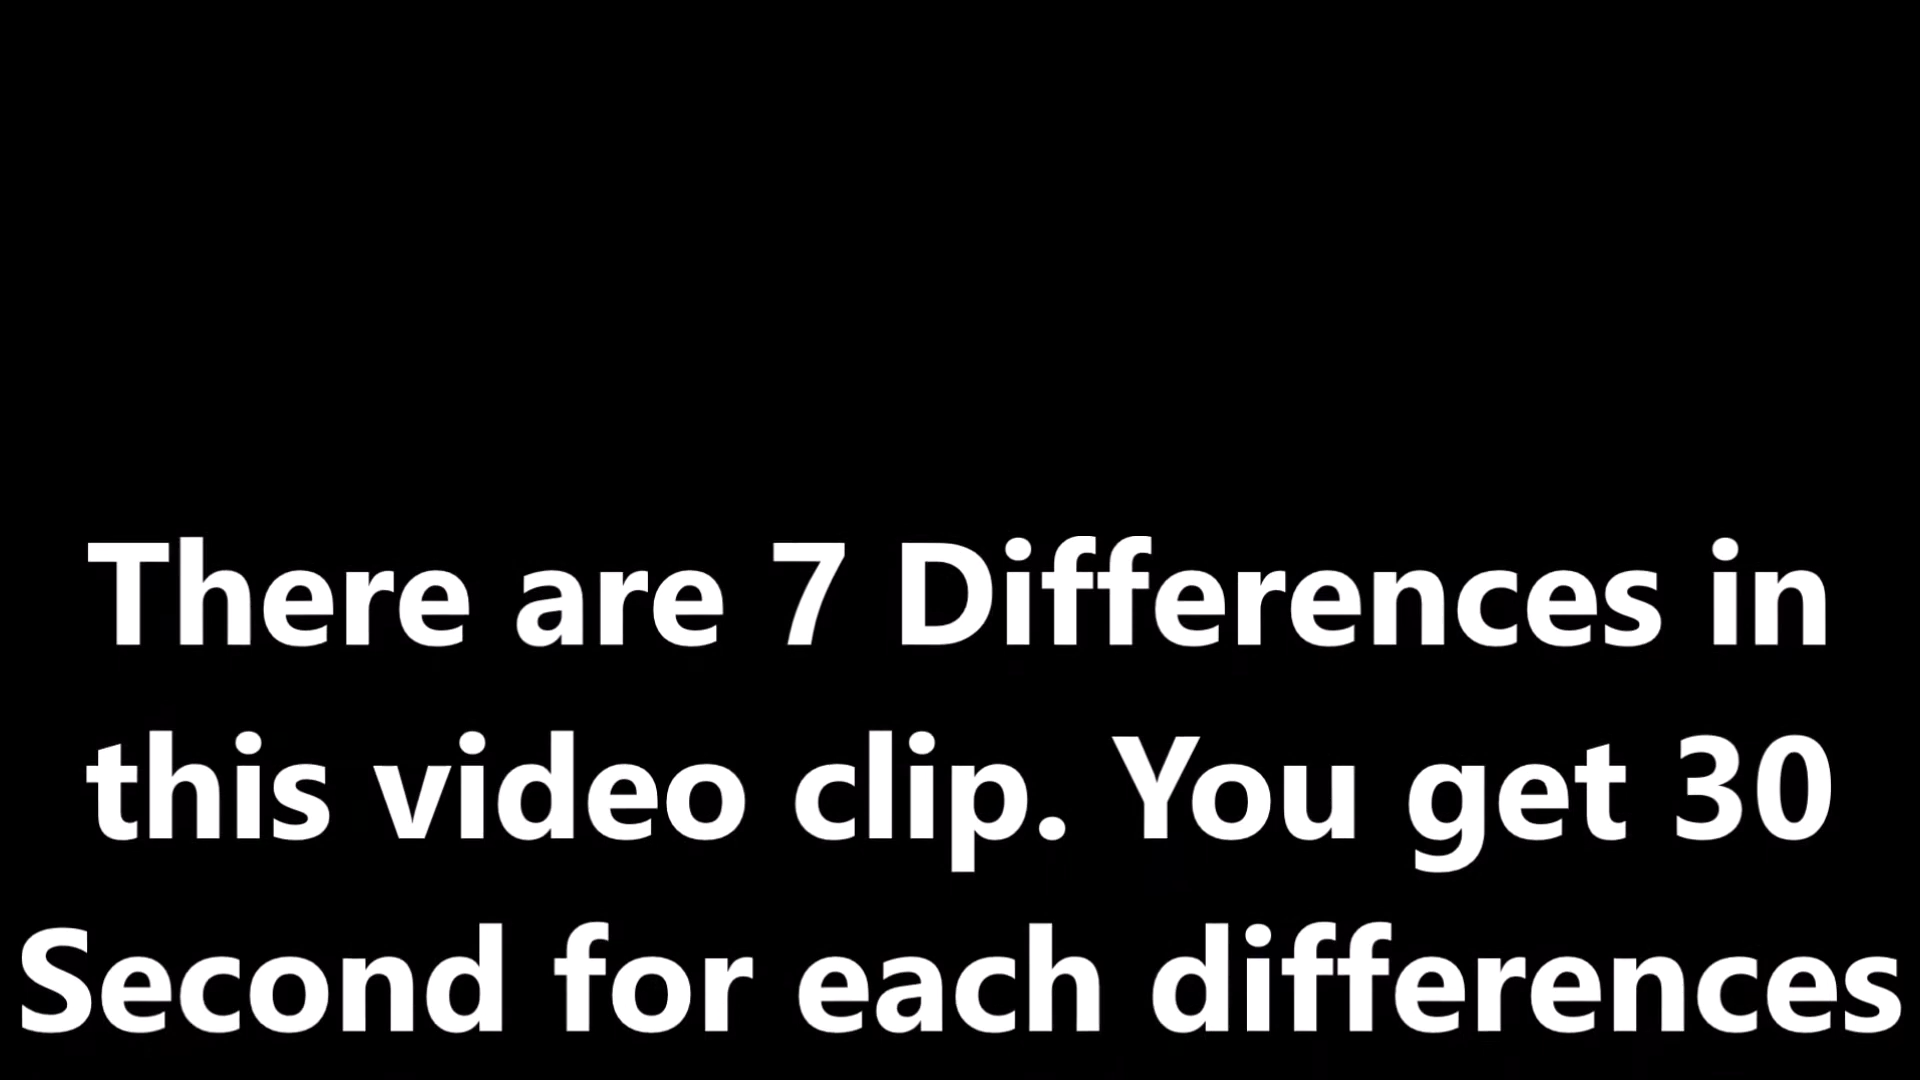 There are 7 Differences in
this video clip. You get 30
Second for each differences